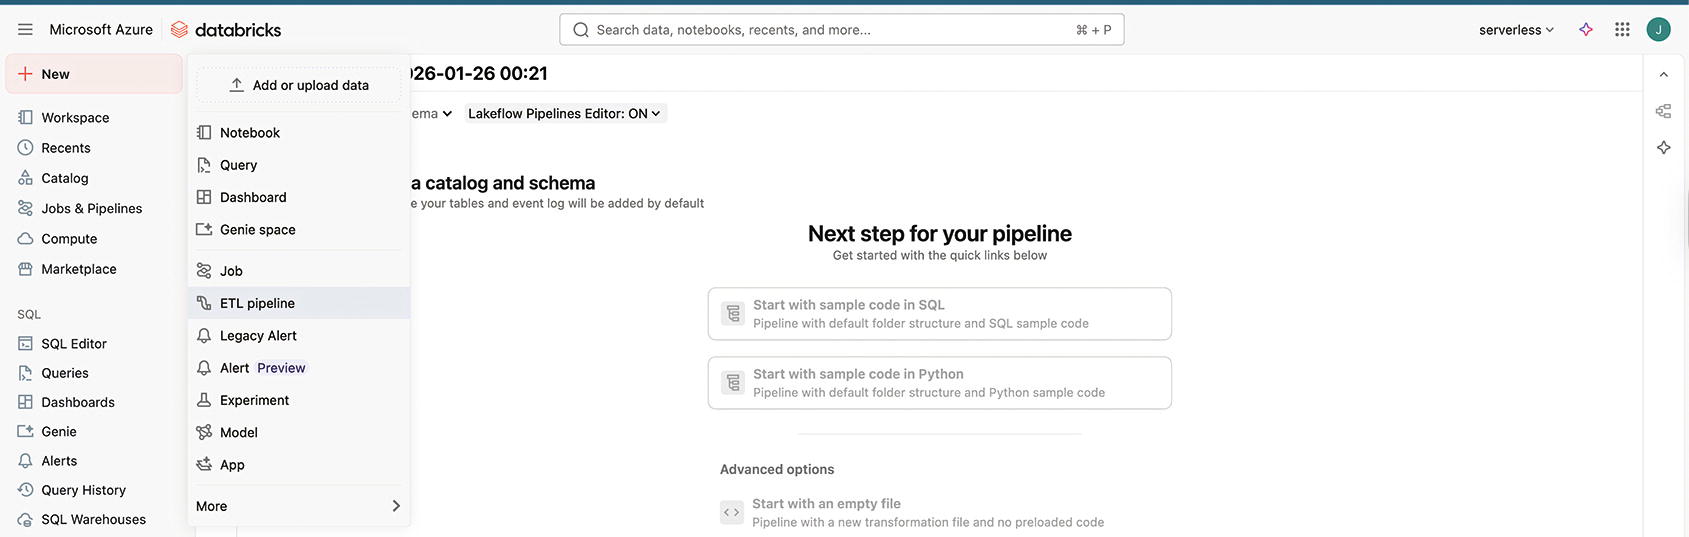 Microsoft Azure
databricks
Search data, notebooks, recents, and more...
⌘ + P
serverless
J
New
Workspace
Recents
Catalog
Jobs & Pipelines
Compute
Marketplace
SQL
SQL Editor
Queries
Dashboards
Genie
Alerts
Query History
SQL Warehouses
Add or upload data
Notebook
Query
Dashboard
Genie space
Job
ETL pipeline
Legacy Alert
Alert Preview
Experiment
Model
App
More
26-01-26 00:21
ema
Lakeflow Pipelines Editor: ON
a catalog and schema
e your tables and event log will be added by default
Next step for your pipeline
Get started with the quick links below
Start with sample code in SQL
Pipeline with default folder structure and SQL sample code
Start with sample code in Python
Pipeline with default folder structure and Python sample code
Advanced options
Start with an empty file
Pipeline with a new transformation file and no preloaded code